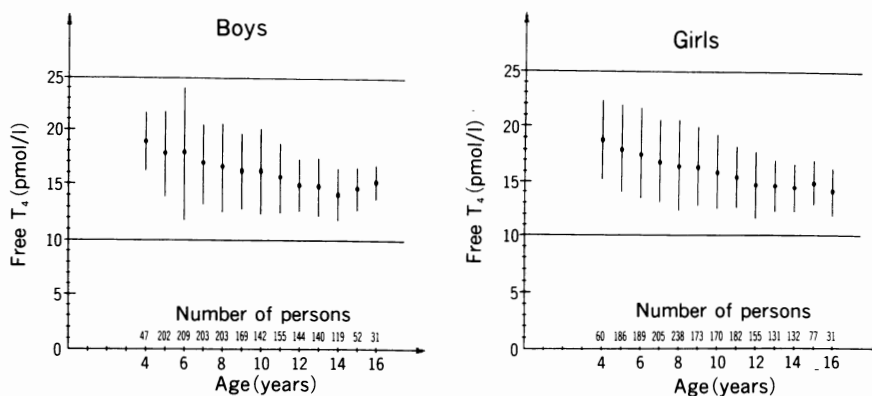 Boys
Free T₄ (pmol/l)
25
20
15
10
5
0
Number of persons
47 202 209 203 203 169 142 155 144 140 119 52 31
4 6 8 10 12 14 16
Age (years)
Girls
Free T₄ (pmol/l)
25
20
15
10
5
0
Number of persons
60 186 189 205 238 173 170 182 155 131 132 77 31
4 6 8 10 12 14 16
Age (years)